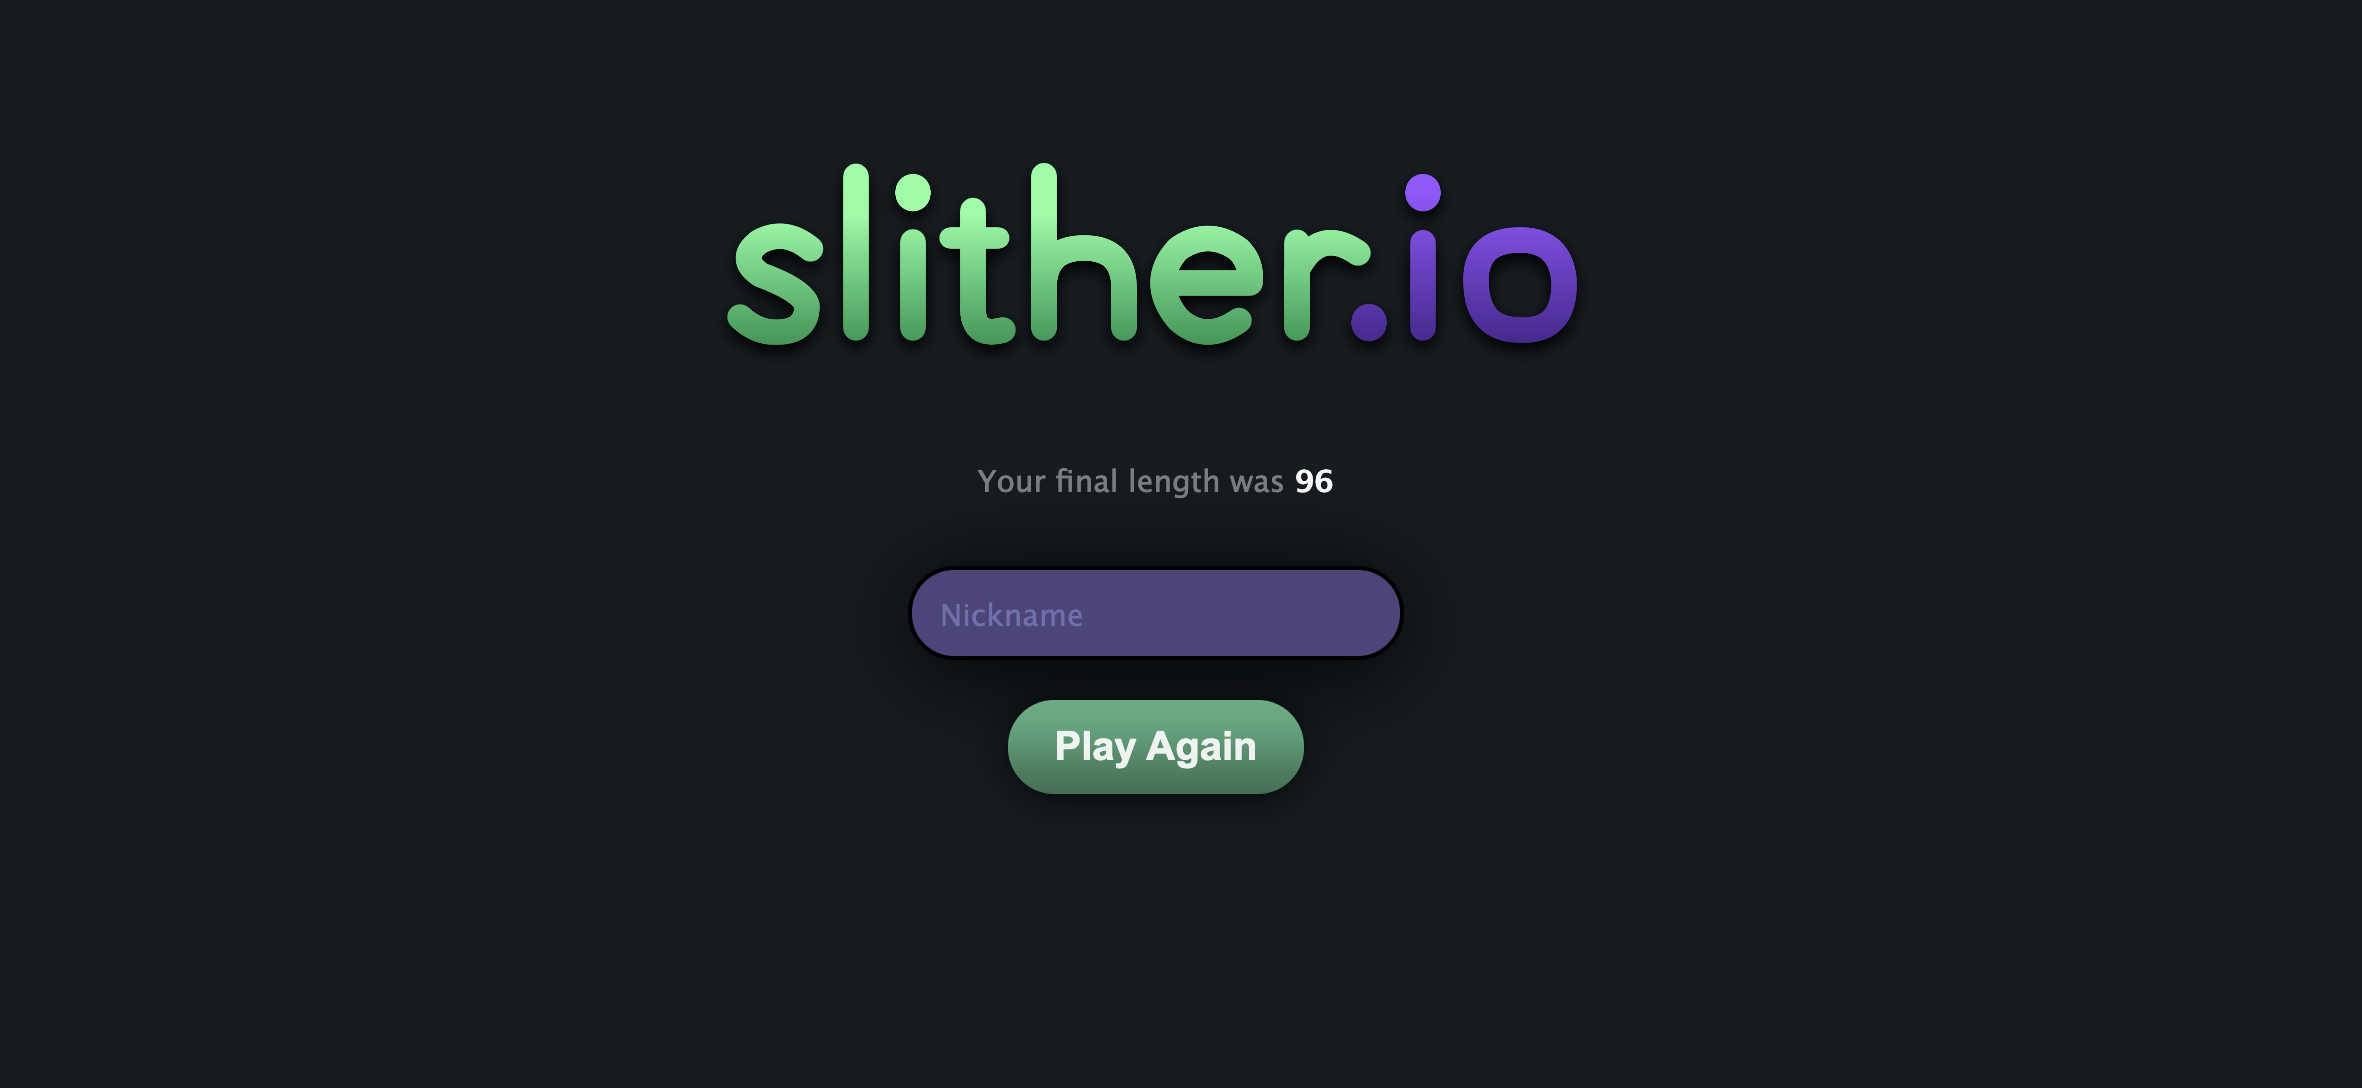 slither.io
Your final length was 96
Nickname
Play Again